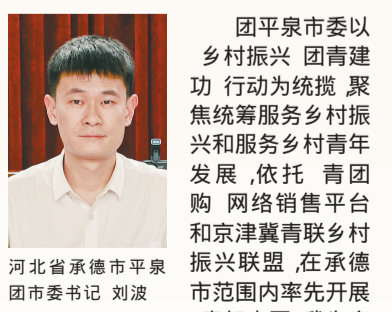 团平泉市委以
乡村振兴 团青建
功 行动为统揽,聚
焦统筹服务乡村振
兴和服务乡村青年
发展,依托 青团
购 网络销售平台
和京津冀青联乡村
振兴联盟,在承德
市范围内率先开展
河北省承德市平泉
团市委书记 刘波